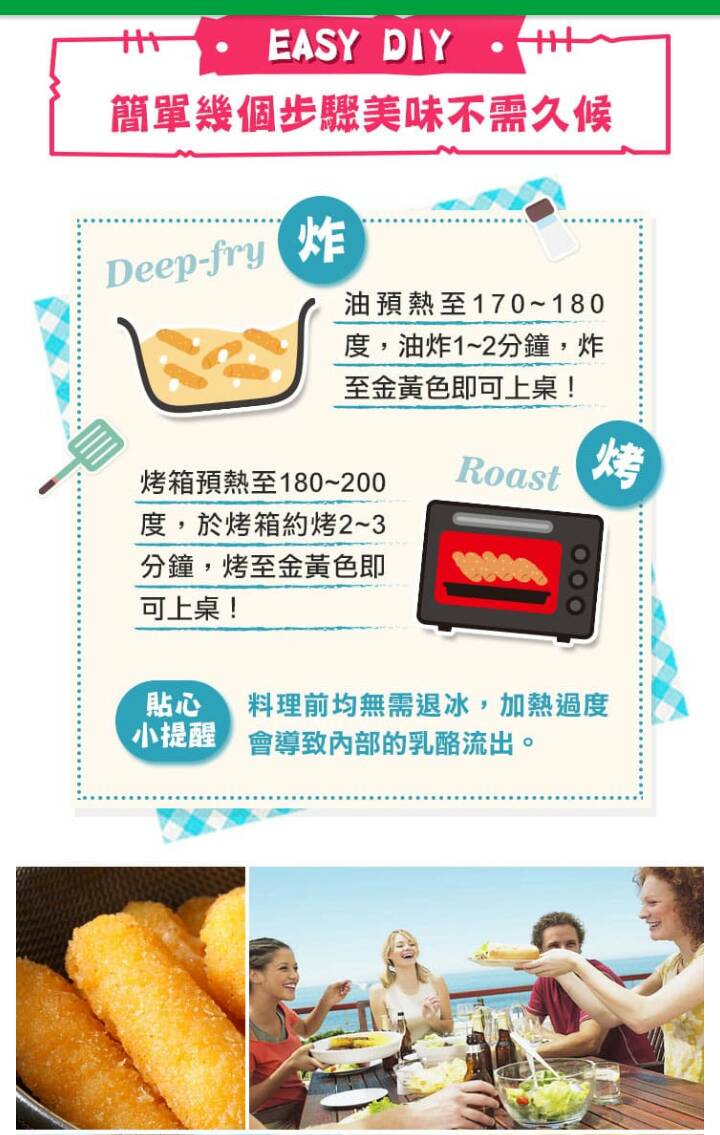 EASY DIY
簡單幾個步驟美味不需久候
Deep-fry 炸
油預熱至170~180
度，油炸1~2分鐘，炸
至金黃色即可上桌！
Roast 烤
烤箱預熱至180~200
度，於烤箱約烤2~3
分鐘，烤至金黃色即
可上桌！
貼心
小提醒
料理前均無需退冰，加熱過度
會導致內部的乳酪流出。